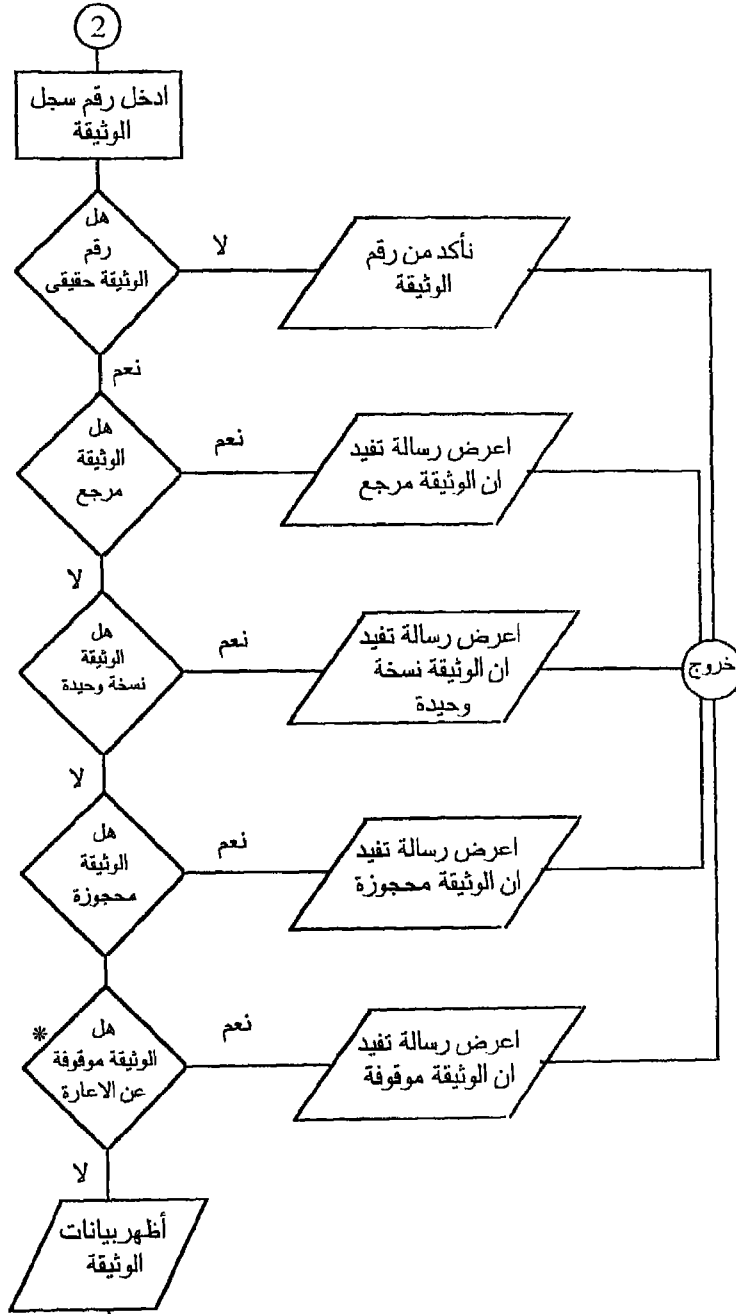 2
ادخل رقم سجل
الوثيقة
هل
رقم
الوثيقة حقيقى
لا
نأكد من رقم
الوثيقة
نعم
هل
الوثيقة
مرجع
نعم
اعرض رسالة تفيد
ان الوثيقة مرجع
لا
هل
الوثيقة
نسخة وحيدة
نعم
اعرض رسالة تفيد
ان الوثيقة نسخة
وحيدة
خروج
لا
هل
الوثيقة
محجوزة
نعم
اعرض رسالة تفيد
ان الوثيقة محجوزة
*
هل
الوثيقة موقوفة
عن الاعارة
نعم
اعرض رسالة تفيد
ان الوثيقة موقوفة
لا
أظهر بيانات
الوثيقة